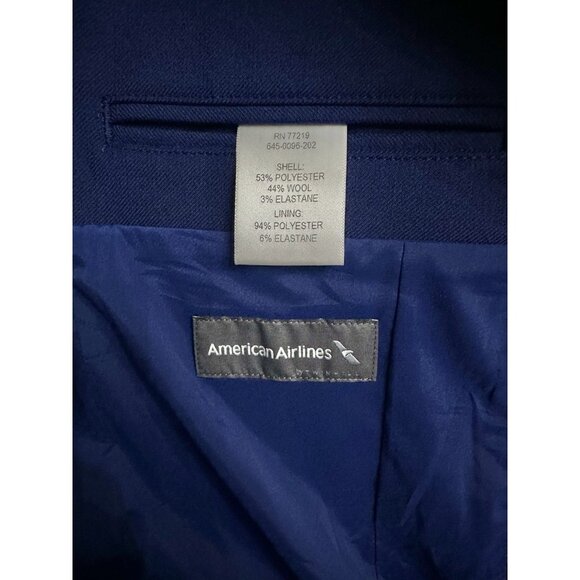 RN 77219
645-0096-202
SHELL:
53% POLYESTER
44% WOOL
3% ELASTANE
LINING:
94% POLYESTER
6% ELASTANE
American Airlines